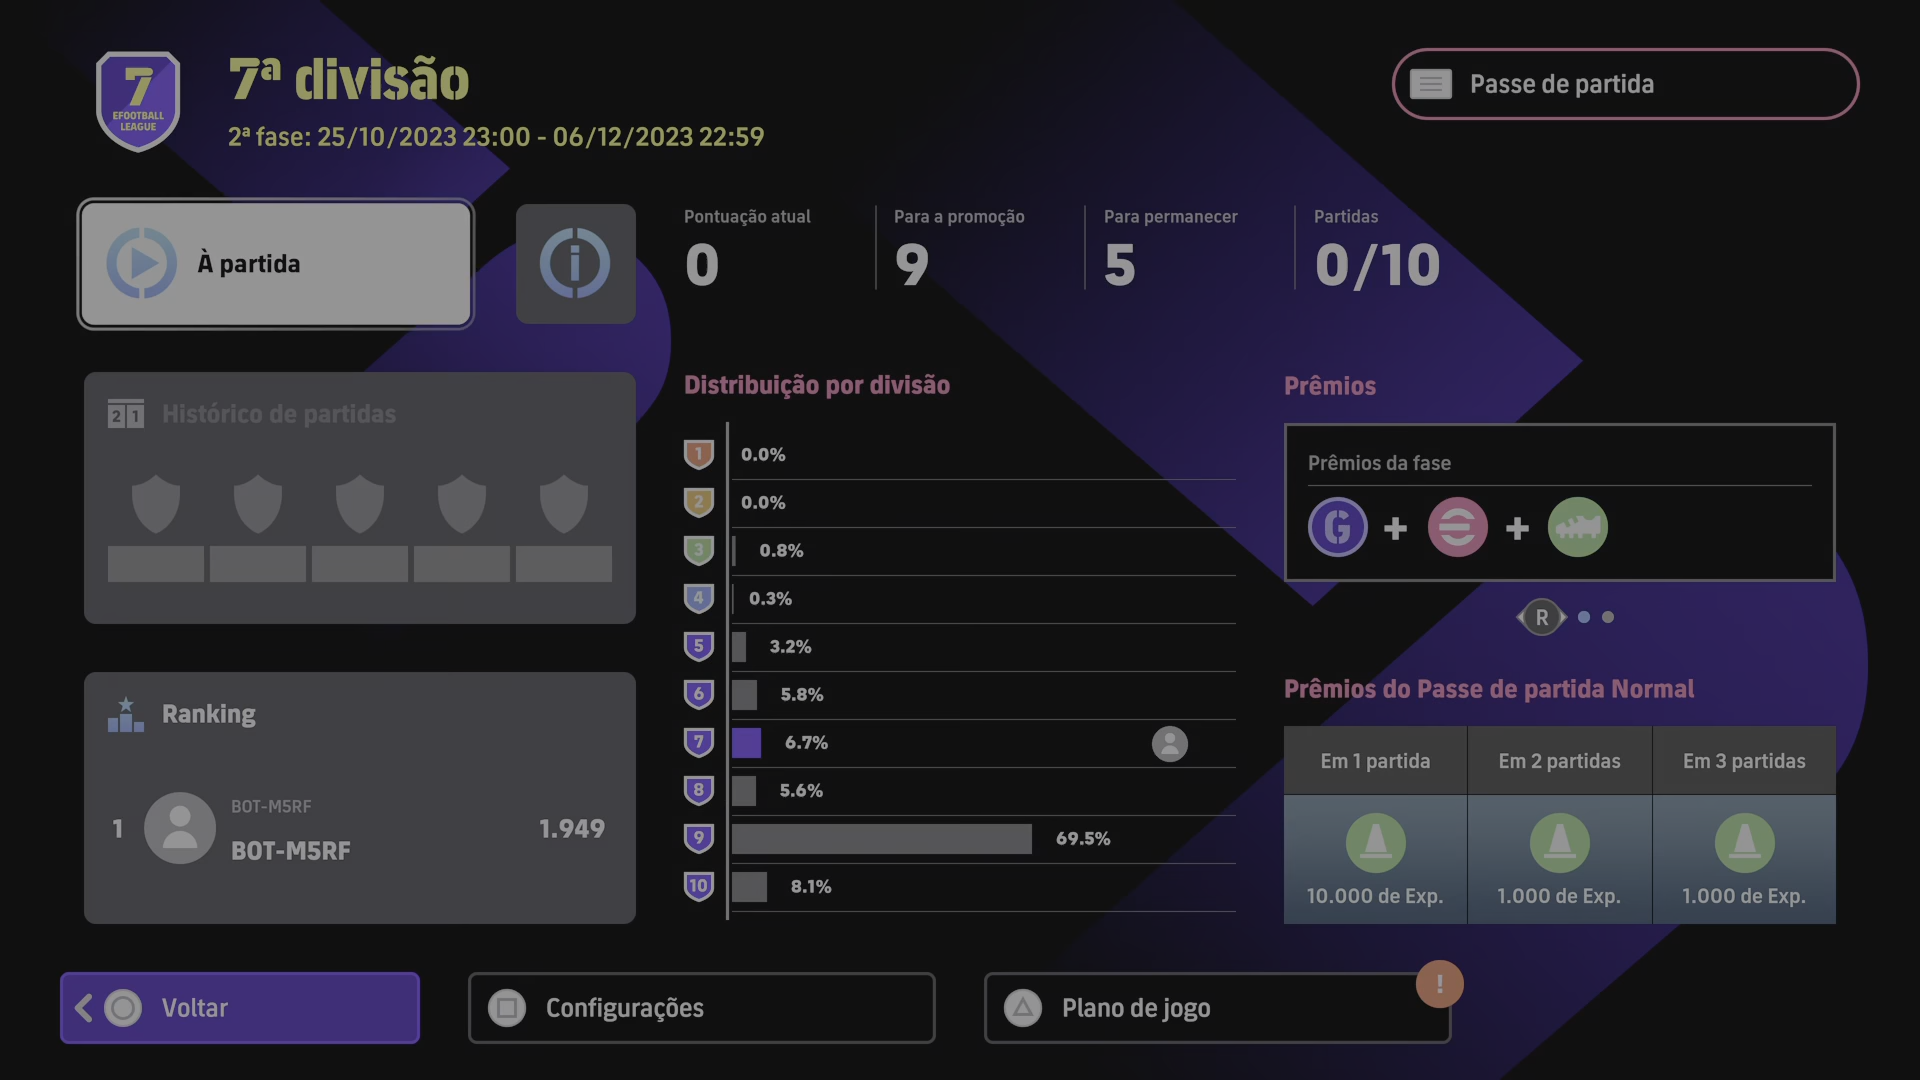 7
EFOOTBALL
LEAGUE
7ª divisão
2ª fase: 25/10/2023 23:00 - 06/12/2023 22:59
Passe de partida
À partida
i
Pontuação atual
0
Para a promoção
9
Para permanecer
5
Partidas
0/10
2 1
Histórico de partidas
Ranking
1
BOT-M5RF
BOT-M5RF
1.949
Distribuição por divisão
1 0.0%
2 0.0%
3 0.8%
4 0.3%
5 3.2%
6 5.8%
7 6.7%
8 5.6%
9 69.5%
10 8.1%
Prêmios
Prêmios da fase
G + +
R
Prêmios do Passe de partida Normal
Em 1 partida Em 2 partidas Em 3 partidas
10.000 de Exp. 1.000 de Exp. 1.000 de Exp.
Voltar
Configurações
Plano de jogo
!